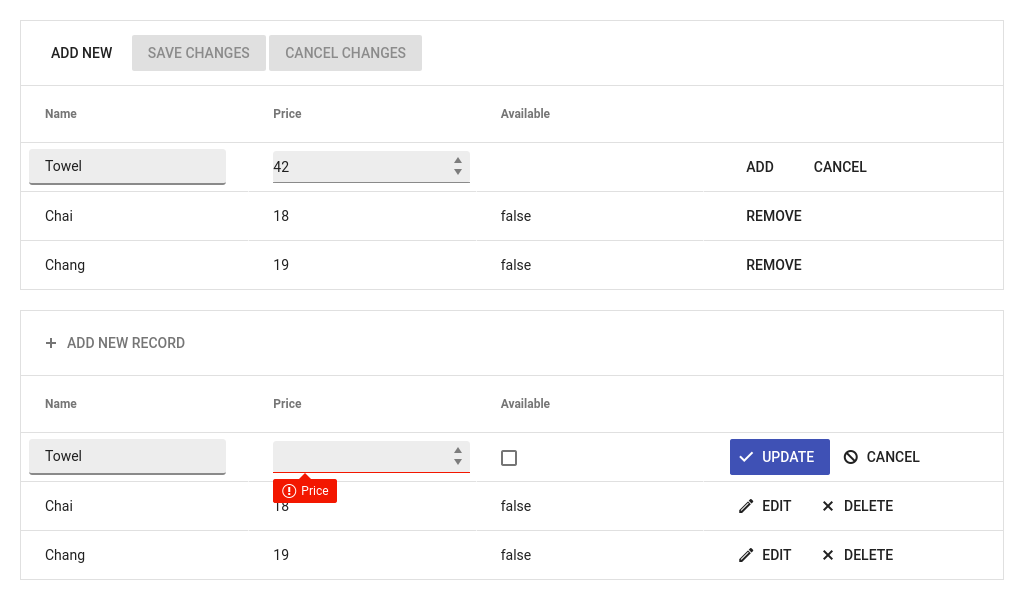 ADD NEW SAVE CHANGES CANCEL CHANGES
Name Price Available
Towel 42 ADD CANCEL
Chai 18 false REMOVE
Chang 19 false REMOVE
ADD NEW RECORD
Name Price Available
Towel UPDATE CANCEL
Price
Chai 18 false EDIT DELETE
Chang 19 false EDIT DELETE